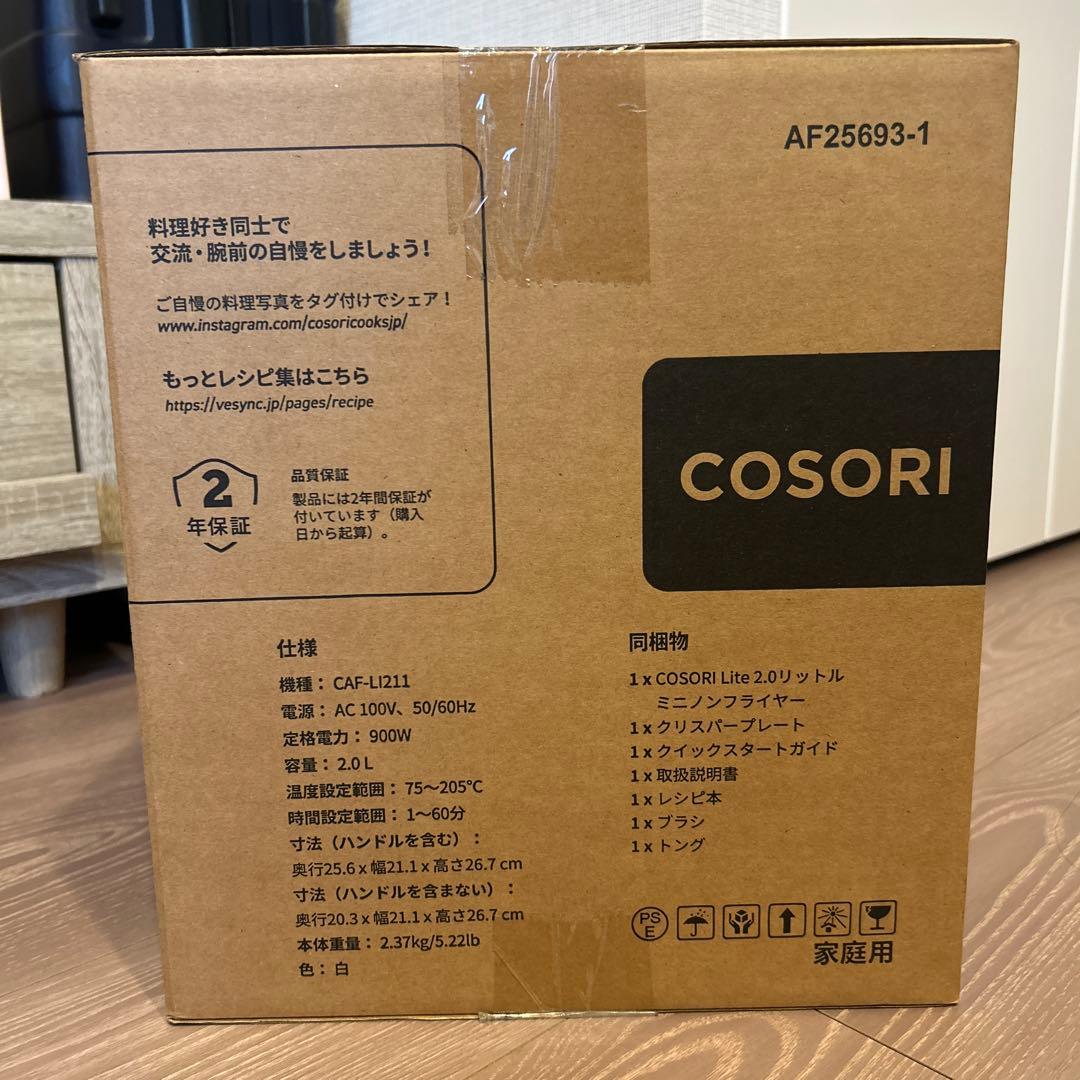 AF25693-1
料理好き同士で
交流・腕前の自慢をしましょう！
ご自慢の料理写真をタグ付けでシェア！
www.instagram.com/cosoricooksjp/
もっとレシピ集はこちら
https://vesync.jp/pages/recipe
2
年保証
品質保証
製品には2年間保証が
付いています（購入
日から起算）。
COSORI
仕様
機種： CAF-LI211
電源： AC 100V、50/60Hz
定格電力： 900W
容量： 2.0 L
温度設定範囲： 75～205℃
時間設定範囲： 1～60分
寸法（ハンドルを含む）：
奥行25.6 x 幅21.1 x 高さ26.7 cm
寸法（ハンドルを含まない）：
奥行20.3 x 幅21.1 x 高さ26.7 cm
本体重量： 2.37kg/5.22lb
色： 白
同梱物
1 x COSORI Lite 2.0リットル
ミニノンフライヤー
1 x クリスパープレート
1 x クイックスタートガイド
1 x 取扱説明書
1 x レシピ本
1 x ブラシ
1 x トング
PS
E
家庭用